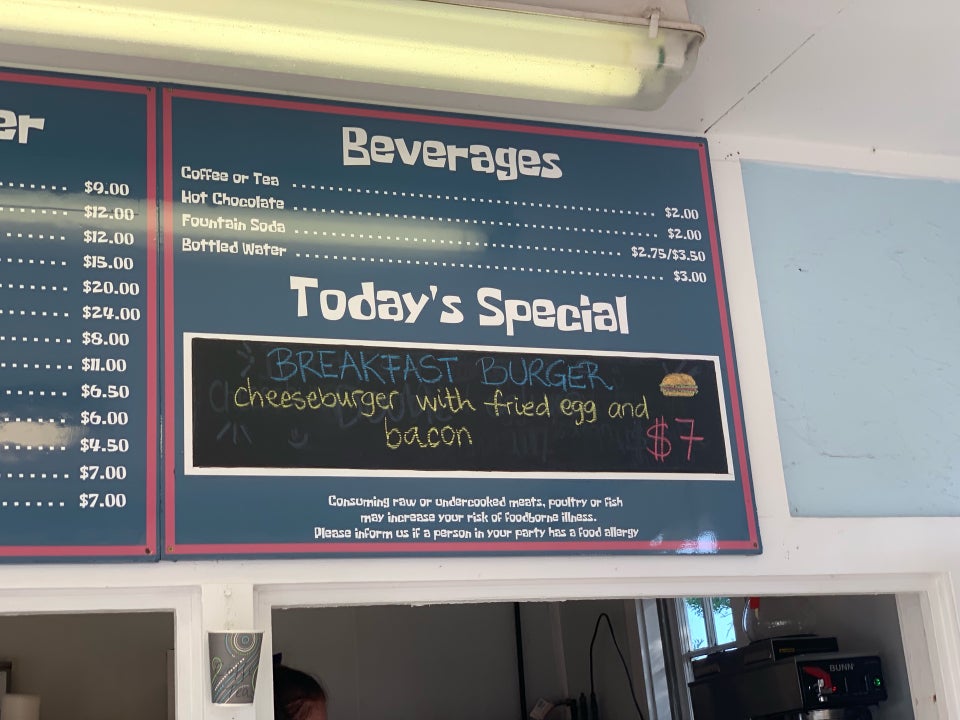 er
$9.00
$12.00
$12.00
$15.00
$20.00
$24.00
$8.00
$11.00
$6.50
$6.00
$4.50
$7.00
$7.00
Beverages
Coffee or Tea $2.00
Hot Chocolate $2.00
Fountain Soda $2.75/$3.50
Bottled Water $3.00
Today's Special
BREAKFAST BURGER
cheeseburger with fried egg and
bacon $7
Consuming raw or undercooked meats, poultry or fish
may increase your risk of foodborne illness.
Please inform us if a person in your party has a food allergy
BUNN